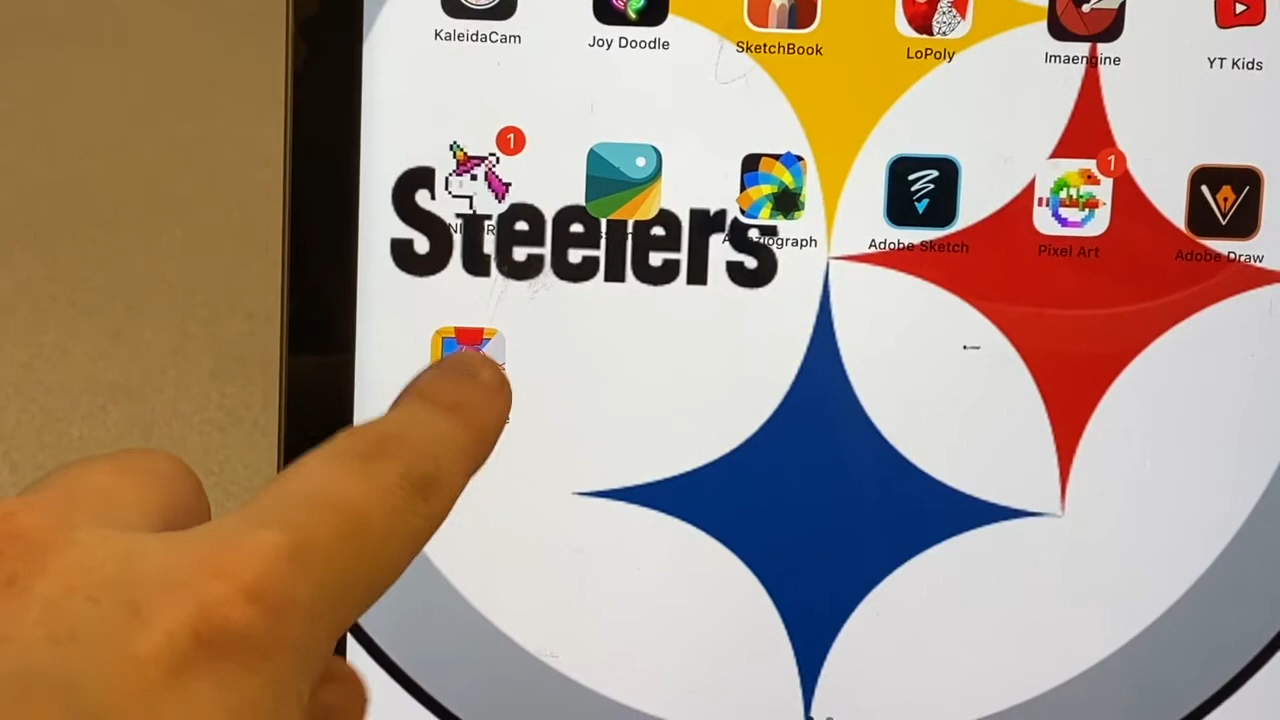 KaleidaCam
Joy Doodle
SketchBook
LoPoly
Imaengine
YT Kids
1
1
Steelers
Adobe Sketch
Pixel Art
Adobe Draw